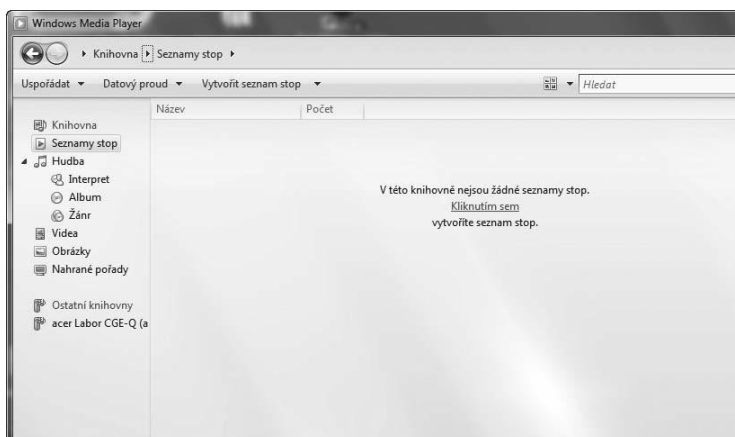 Windows Media Player
Knihovna Seznamy stop
Uspořádat Datový proud Vytvořit seznam stop Hledat
Název Počet
Knihovna
Seznamy stop
Hudba
Interpret
Album
Žánr
Videa
Obrázky
Nahrané pořady
Ostatní knihovny
acer Labor CGE-Q (a
V této knihovně nejsou žádné seznamy stop.
Kliknutím sem
vytvoříte seznam stop.